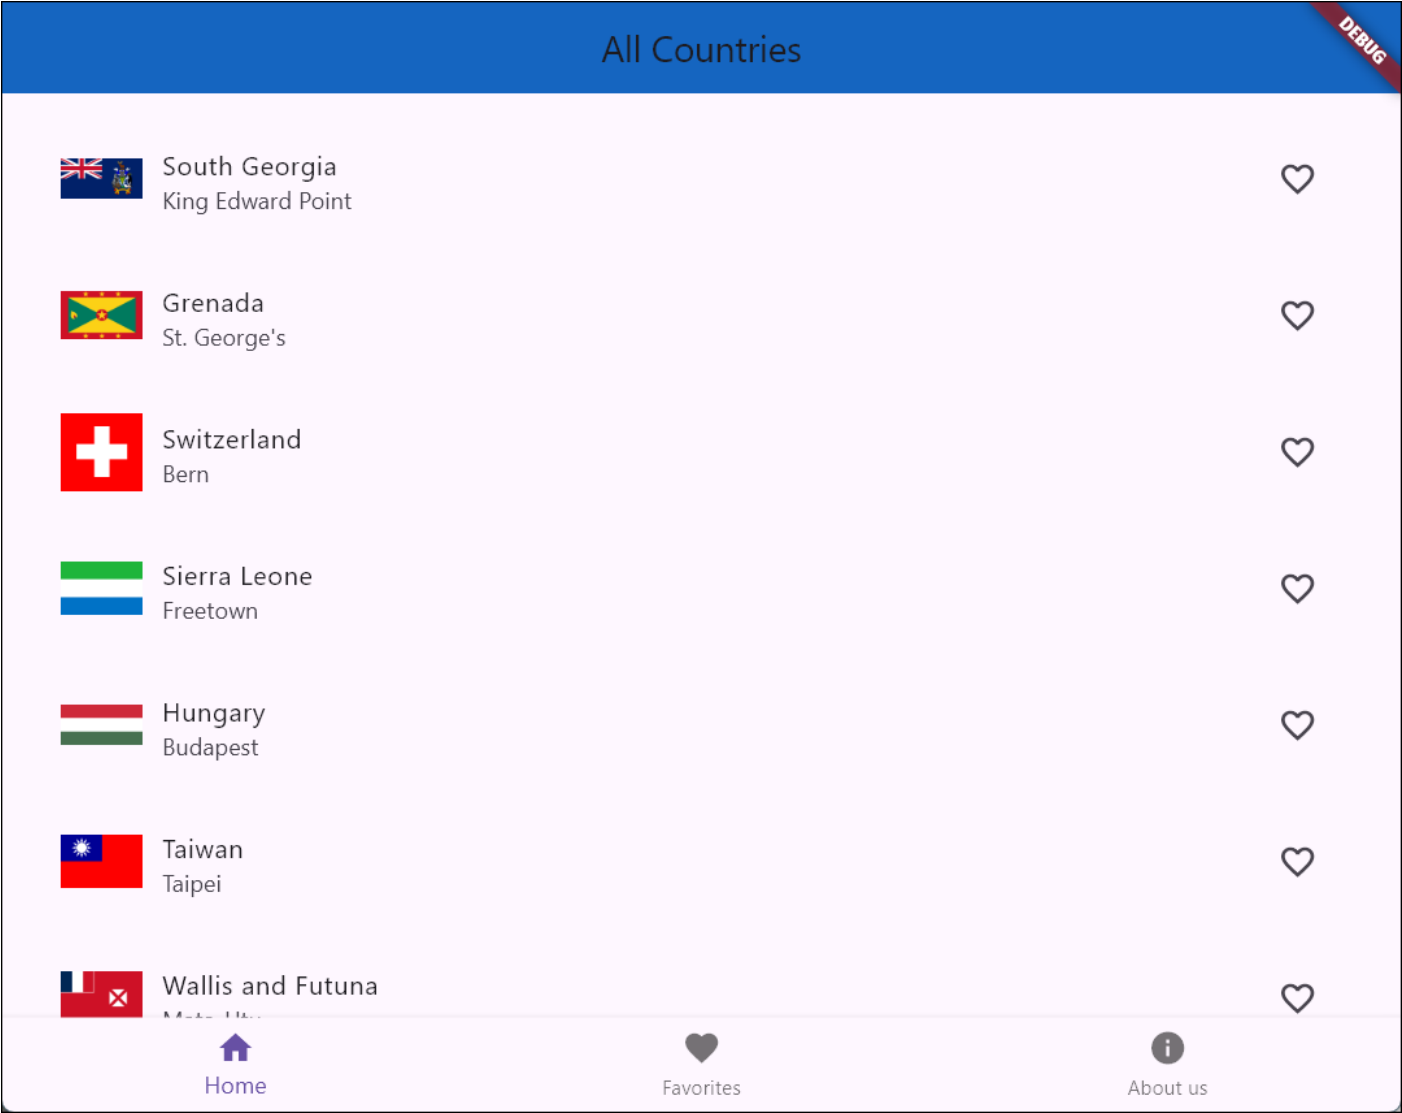 All Countries
DEBUG
South Georgia
King Edward Point
Grenada
St. George's
Switzerland
Bern
Sierra Leone
Freetown
Hungary
Budapest
Taiwan
Taipei
Wallis and Futuna
Home
Favorites
About us